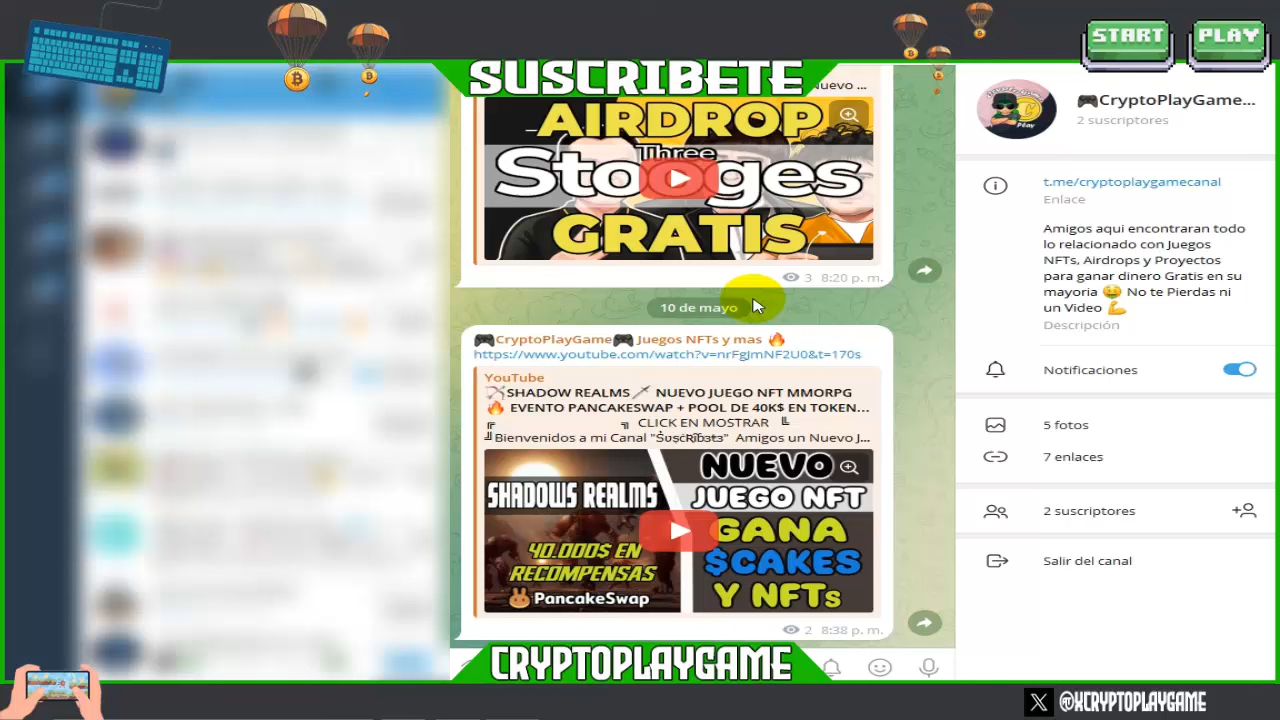 START
PLAY
SUSCRIBETE
Nuevo ...
AIRDROP
Three
Stooges
GRATIS
3 8:20 p. m.
10 de mayo
🎮CryptoPlayGame🎮 Juegos NFTs y mas 🔥
https://www.youtube.com/watch?v=nrFgJmNF2U0&t=170s
YouTube
🏹SHADOW REALMS🗡 NUEVO JUEGO NFT MMORPG
🔥 EVENTO PANCAKESWAP + POOL DE 40K$ EN TOKEN...
╔ ╗ CLICK EN MOSTRAR ╚
╝Bienvenidos a mi Canal "Suscribete" Amigos un Nuevo J...
SHADOWS REALMS
40.000$ EN
RECOMPENSAS
PancakeSwap
NUEVO
JUEGO NFT
GANA
$CAKES
Y NFTs
2 8:38 p. m.
CRYPTOPLAYGAME
🎮CryptoPlayGame...
2 suscriptores
t.me/cryptoplaygamecanal
Enlace
Amigos aqui encontraran todo
lo relacionado con Juegos
NFTs, Airdrops y Proyectos
para ganar dinero Gratis en su
mayoria 🤑 No te Pierdas ni
un Video 💪
Descripción
Notificaciones
5 fotos
7 enlaces
2 suscriptores
Salir del canal
X @XCRYPTOPLAYGAME